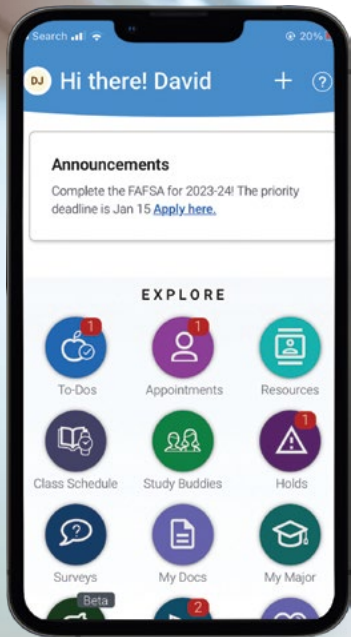 Search 20%
DJ Hi there! David + ?
Announcements
Complete the FAFSA for 2023-24! The priority
deadline is Jan 15 Apply here.
EXPLORE
1 1
To-Dos Appointments Resources
1
Class Schedule Study Buddies Holds
?
Surveys My Docs My Major
Beta 2